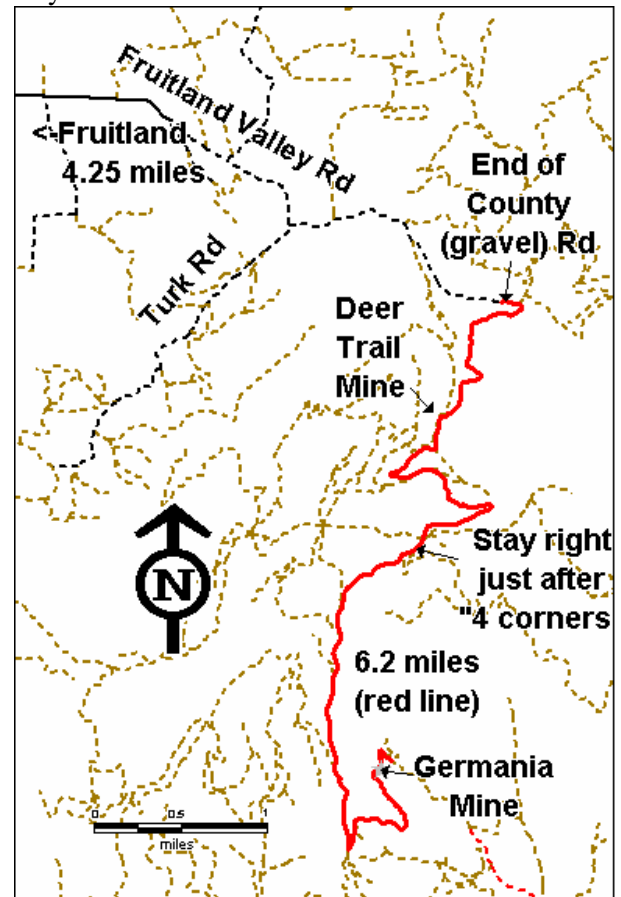 Fruitland Valley Rd
<-Fruitland
4.25 miles
End of
County
(gravel) Rd
Turk Rd
Deer
Trail
Mine
N
Stay right
just after
"4 corners
6.2 miles
(red line)
Germania
Mine
0 0.5 1
miles